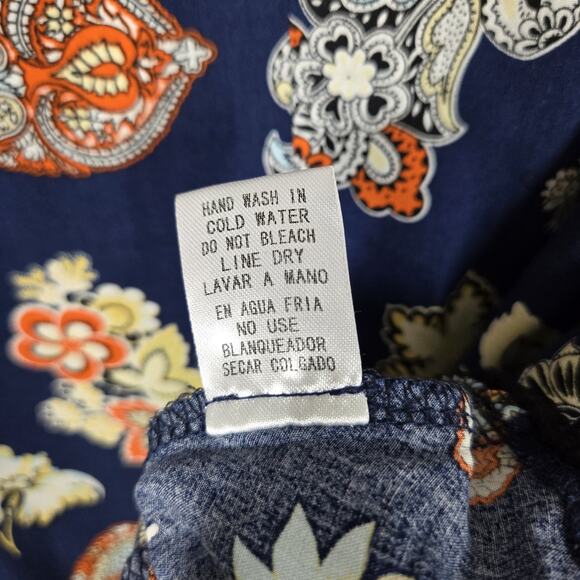 HAND WASH IN
COLD WATER
DO NOT BLEACH
LINE DRY
LAVAR A MANO
EN AGUA FRIA
NO USE
BLANQUEADOR
SECAR COLGADO